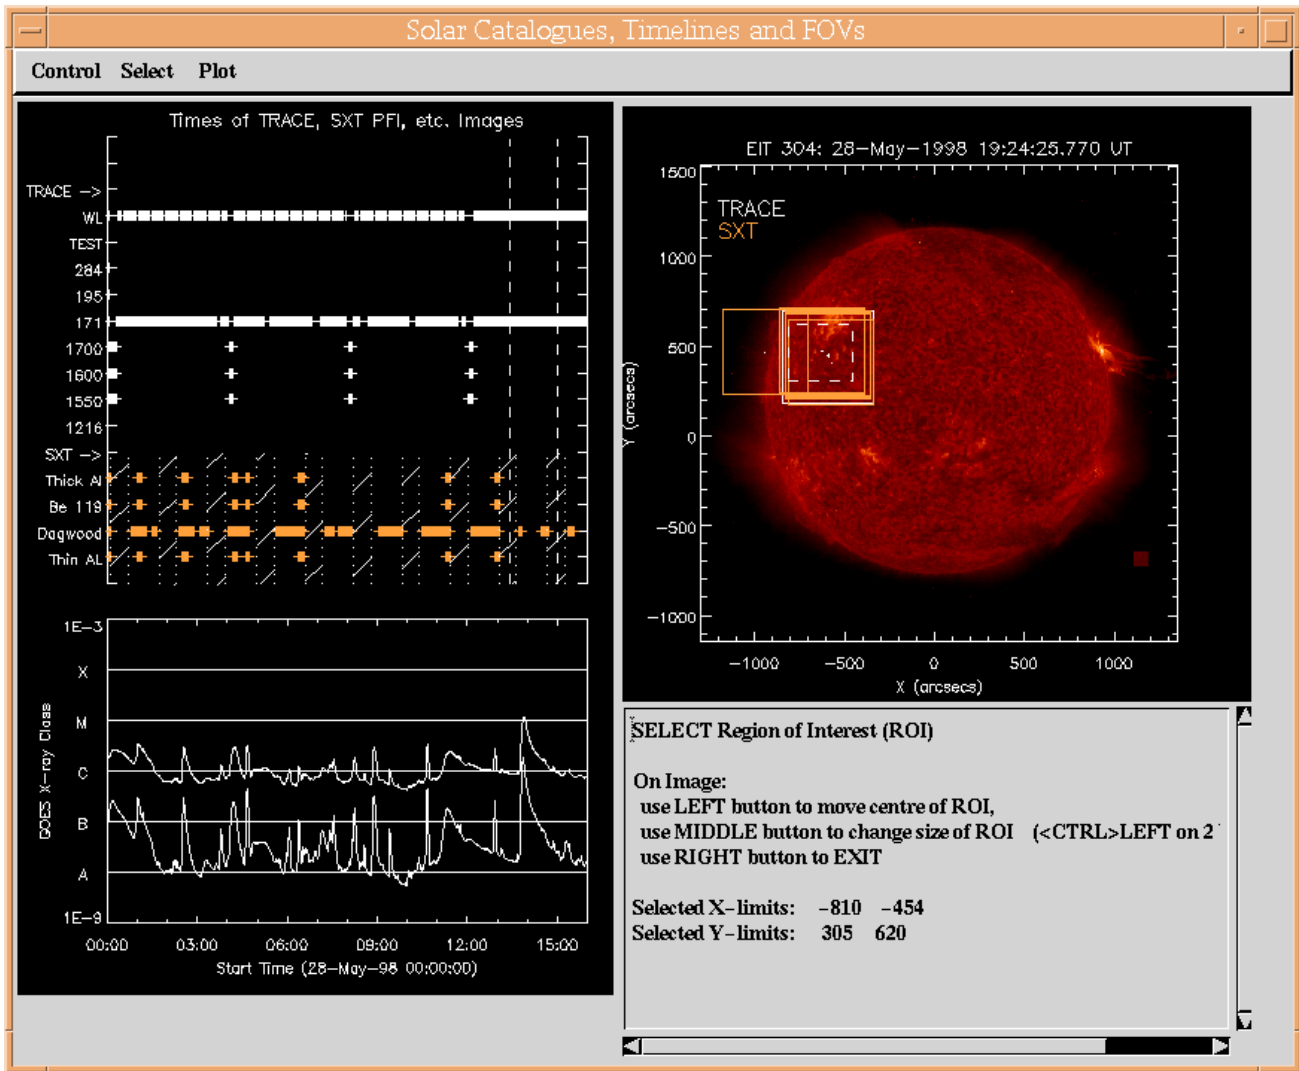 Solar Catalogues, Timelines and FOVs
Control Select Plot
Times of TRACE, SXT PFI, etc. Images
TRACE ->
WL
TEST
284
195
171
1700
1600
1550
1216
SXT ->
Thick Al
Be 119
Dagwood
Thin AL
1E-3
X
M
C
B
A
1E-9
GOES X-ray Class
00:00 03:00 06:00 09:00 12:00 15:00
Start Time (28-May-98 00:00:00)
EIT 304: 28-May-1998 19:24:25.770 UT
TRACE
SXT
1500
1000
500
0
-500
-1000
Y (arcsecs)
-1000 -500 0 500 1000
X (arcsecs)
SELECT Region of Interest (ROI)
On Image:
use LEFT button to move centre of ROI,
use MIDDLE button to change size of ROI (<CTRL>LEFT on 2
use RIGHT button to EXIT
Selected X-limits: -810 -454
Selected Y-limits: 305 620